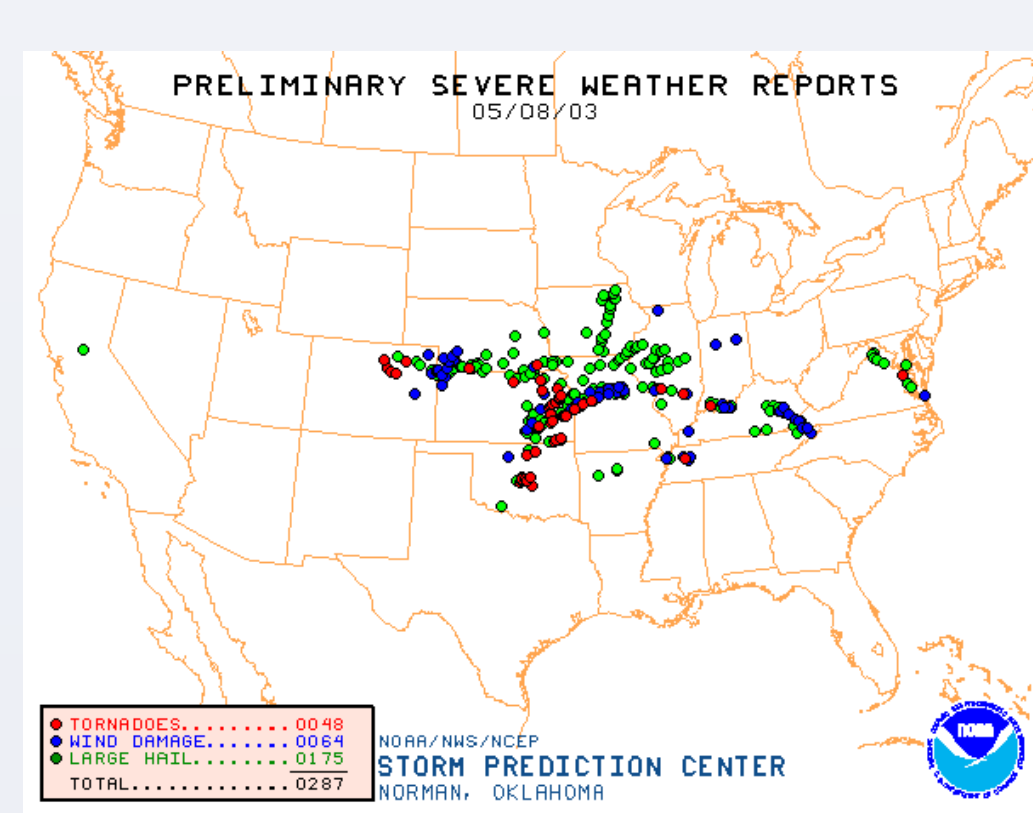 PRELIMINARY SEVERE WEATHER REPORTS
05/08/03
TORNADOES.........0048
WIND DAMAGE.......0064
LARGE HAIL........0175
TOTAL.............0287
NOAA/NWS/NCEP
STORM PREDICTION CENTER
NORMAN, OKLAHOMA
noaa